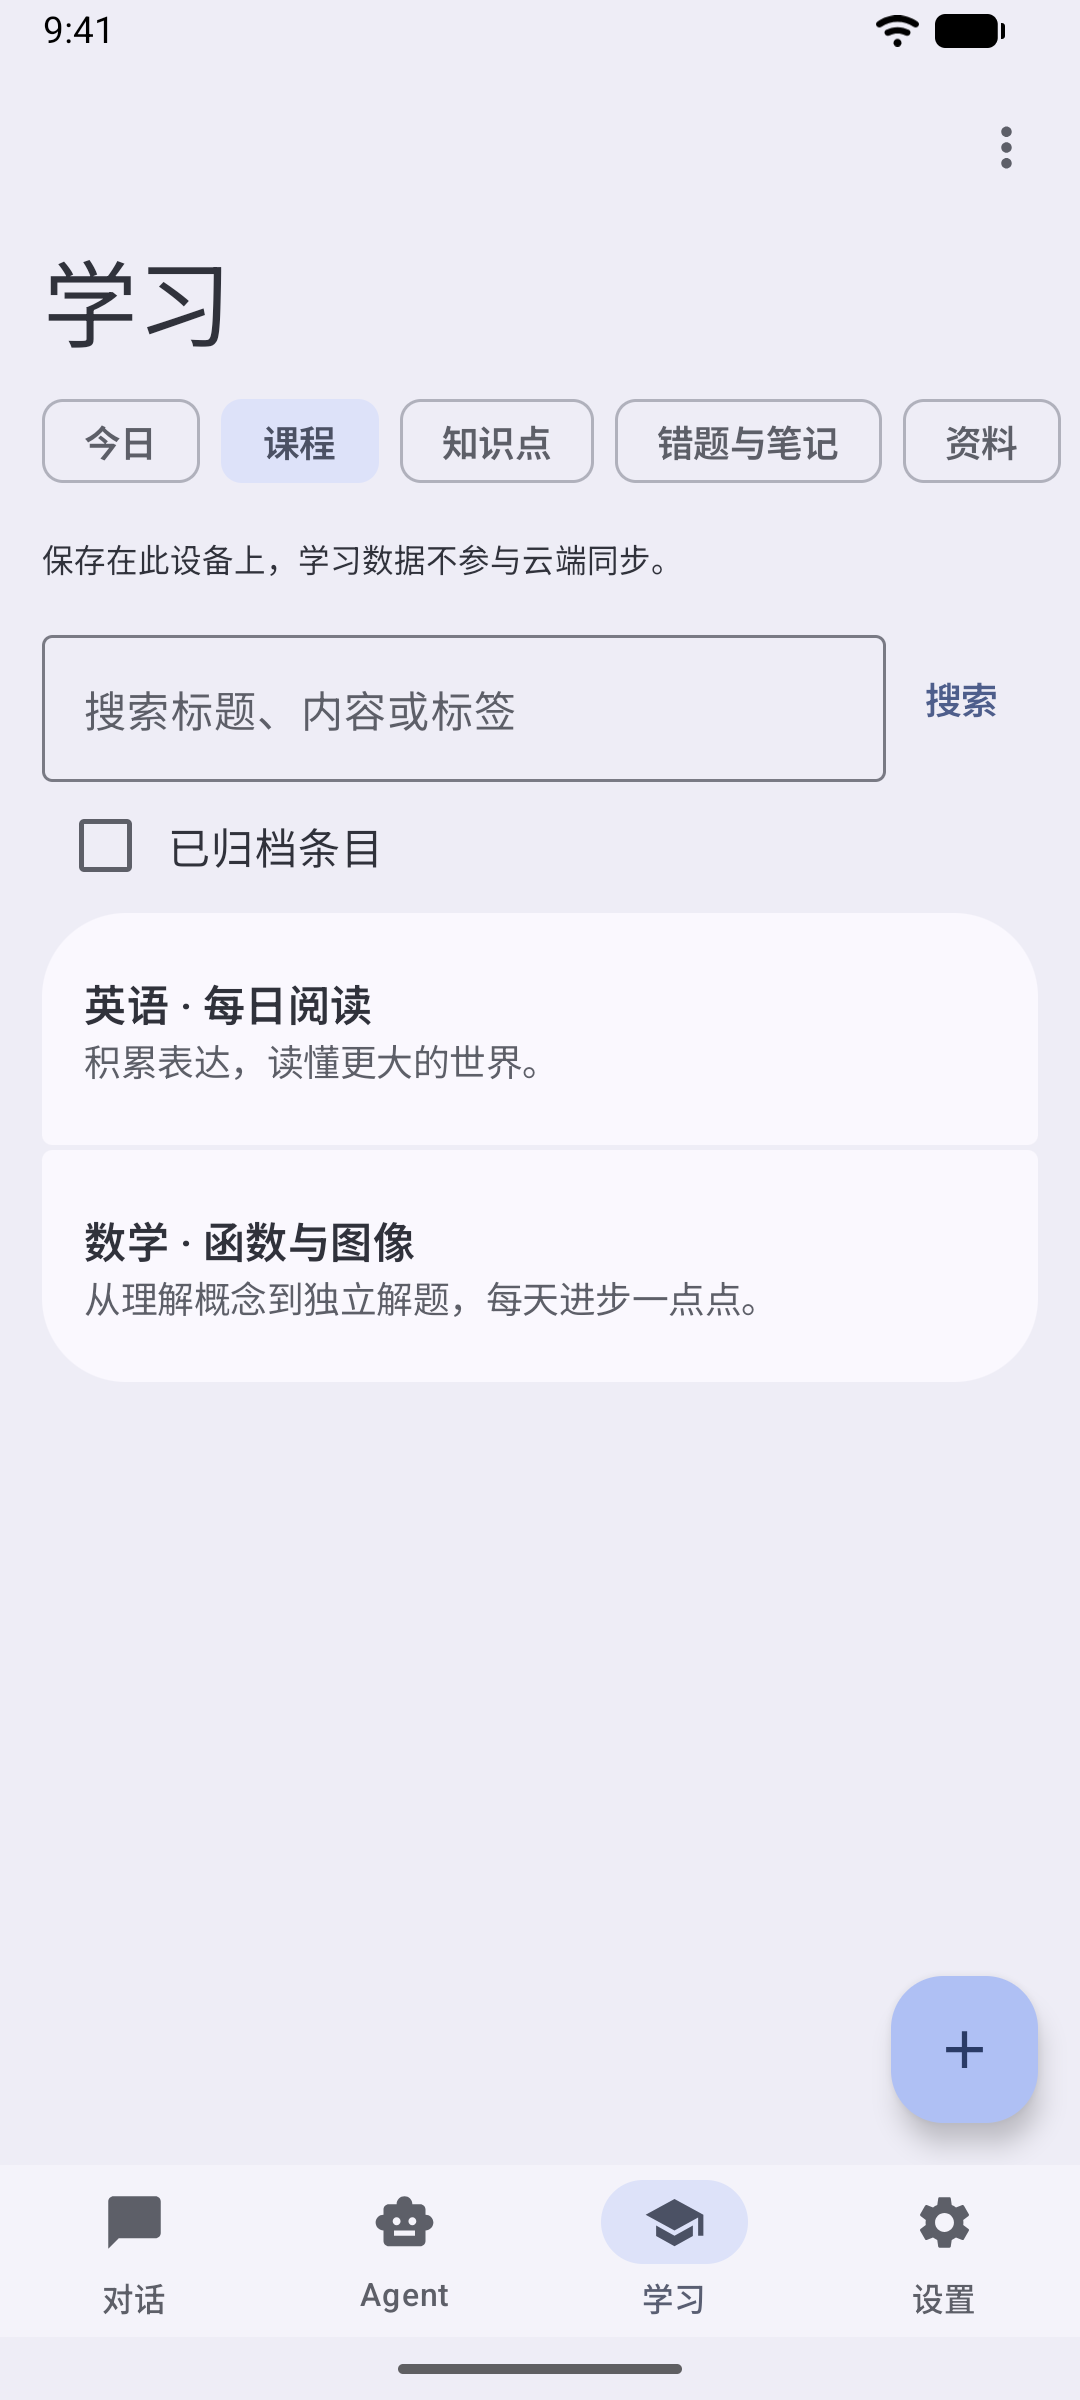 9:41
学习
今日 课程 知识点 错题与笔记 资料
保存在此设备上，学习数据不参与云端同步。
搜索标题、内容或标签 搜索
已归档条目
英语 · 每日阅读
积累表达，读懂更大的世界。
数学 · 函数与图像
从理解概念到独立解题，每天进步一点点。
对话 Agent 学习 设置